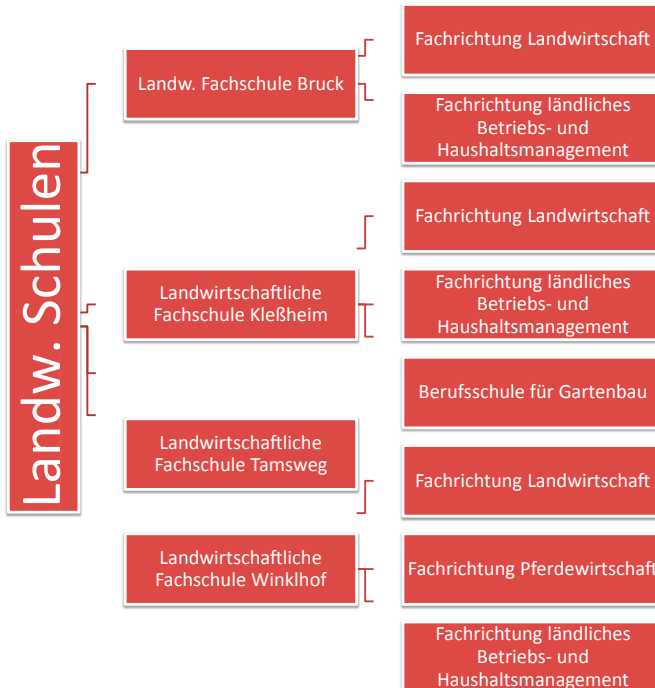 Landw. Schulen
Landw. Fachschule Bruck
Fachrichtung Landwirtschaft
Fachrichtung ländliches
Betriebs- und
Haushaltsmanagement
Landwirtschaftliche
Fachschule Kleßheim
Fachrichtung Landwirtschaft
Fachrichtung ländliches
Betriebs- und
Haushaltsmanagement
Berufsschule für Gartenbau
Landwirtschaftliche
Fachschule Tamsweg
Landwirtschaftliche
Fachschule Winklhof
Fachrichtung Landwirtschaft
Fachrichtung Pferdewirtschaft
Fachrichtung ländliches
Betriebs- und
Haushaltsmanagement